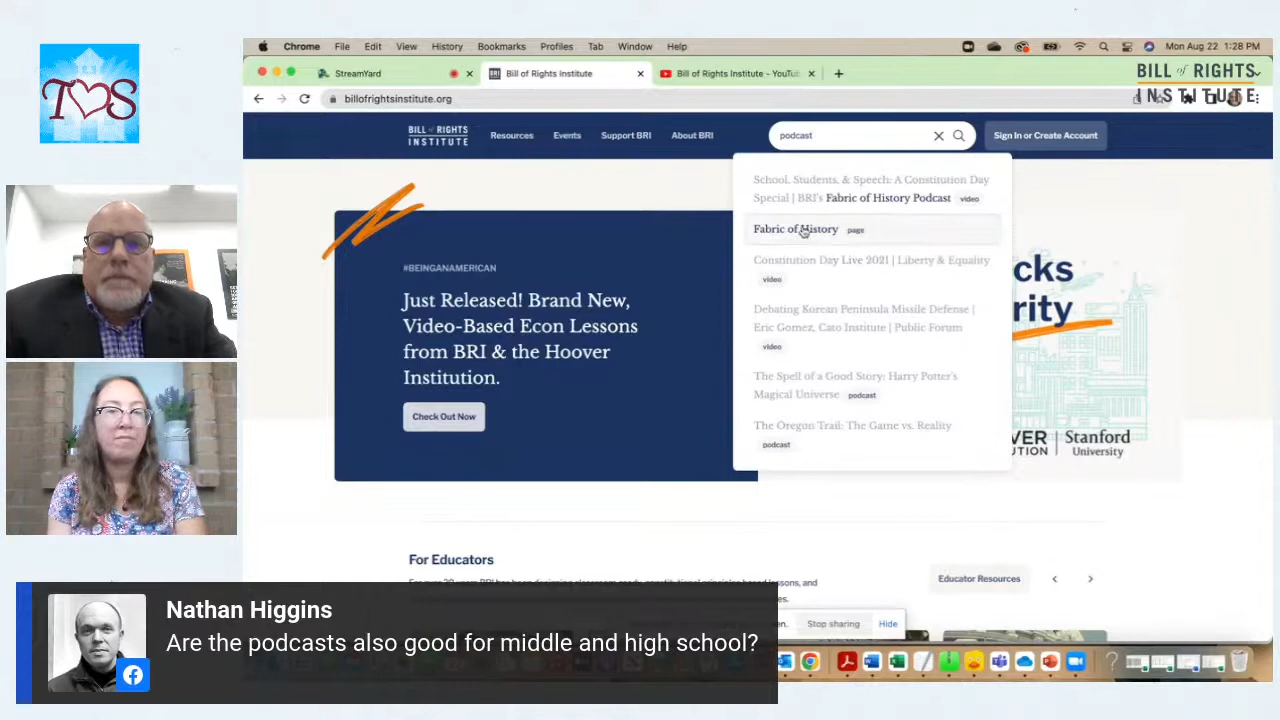 TOS
Chrome File Edit View History Bookmarks Profiles Tab Window Help
Mon Aug 22 1:28 PM
StreamYard
Bill of Rights Institute
Bill of Rights Institute - YouTub
BILL of RIGHTS
INSTITUTE
billofrightsinstitute.org
BILL of RIGHTS
INSTITUTE
Resources Events Support BRI About BRI
podcast
Sign In or Create Account
School, Students, & Speech: A Constitution Day
Special | BRI's Fabric of History Podcast video
Fabric of History page
Constitution Day Live 2021 | Liberty & Equality
video
Debating Korean Peninsula Missile Defense |
Eric Gomez, Cato Institute | Public Forum
video
The Spell of a Good Story: Harry Potter's
Magical Universe podcast
The Oregon Trail: The Game vs. Reality
podcast
#BEINGANAMERICAN
Just Released! Brand New,
Video-Based Econ Lessons
from BRI & the Hoover
Institution.
Check Out Now
cks
rity
VER
UTION
Stanford
University
For Educators
Educator Resources
Stop sharing Hide
Nathan Higgins
Are the podcasts also good for middle and high school?